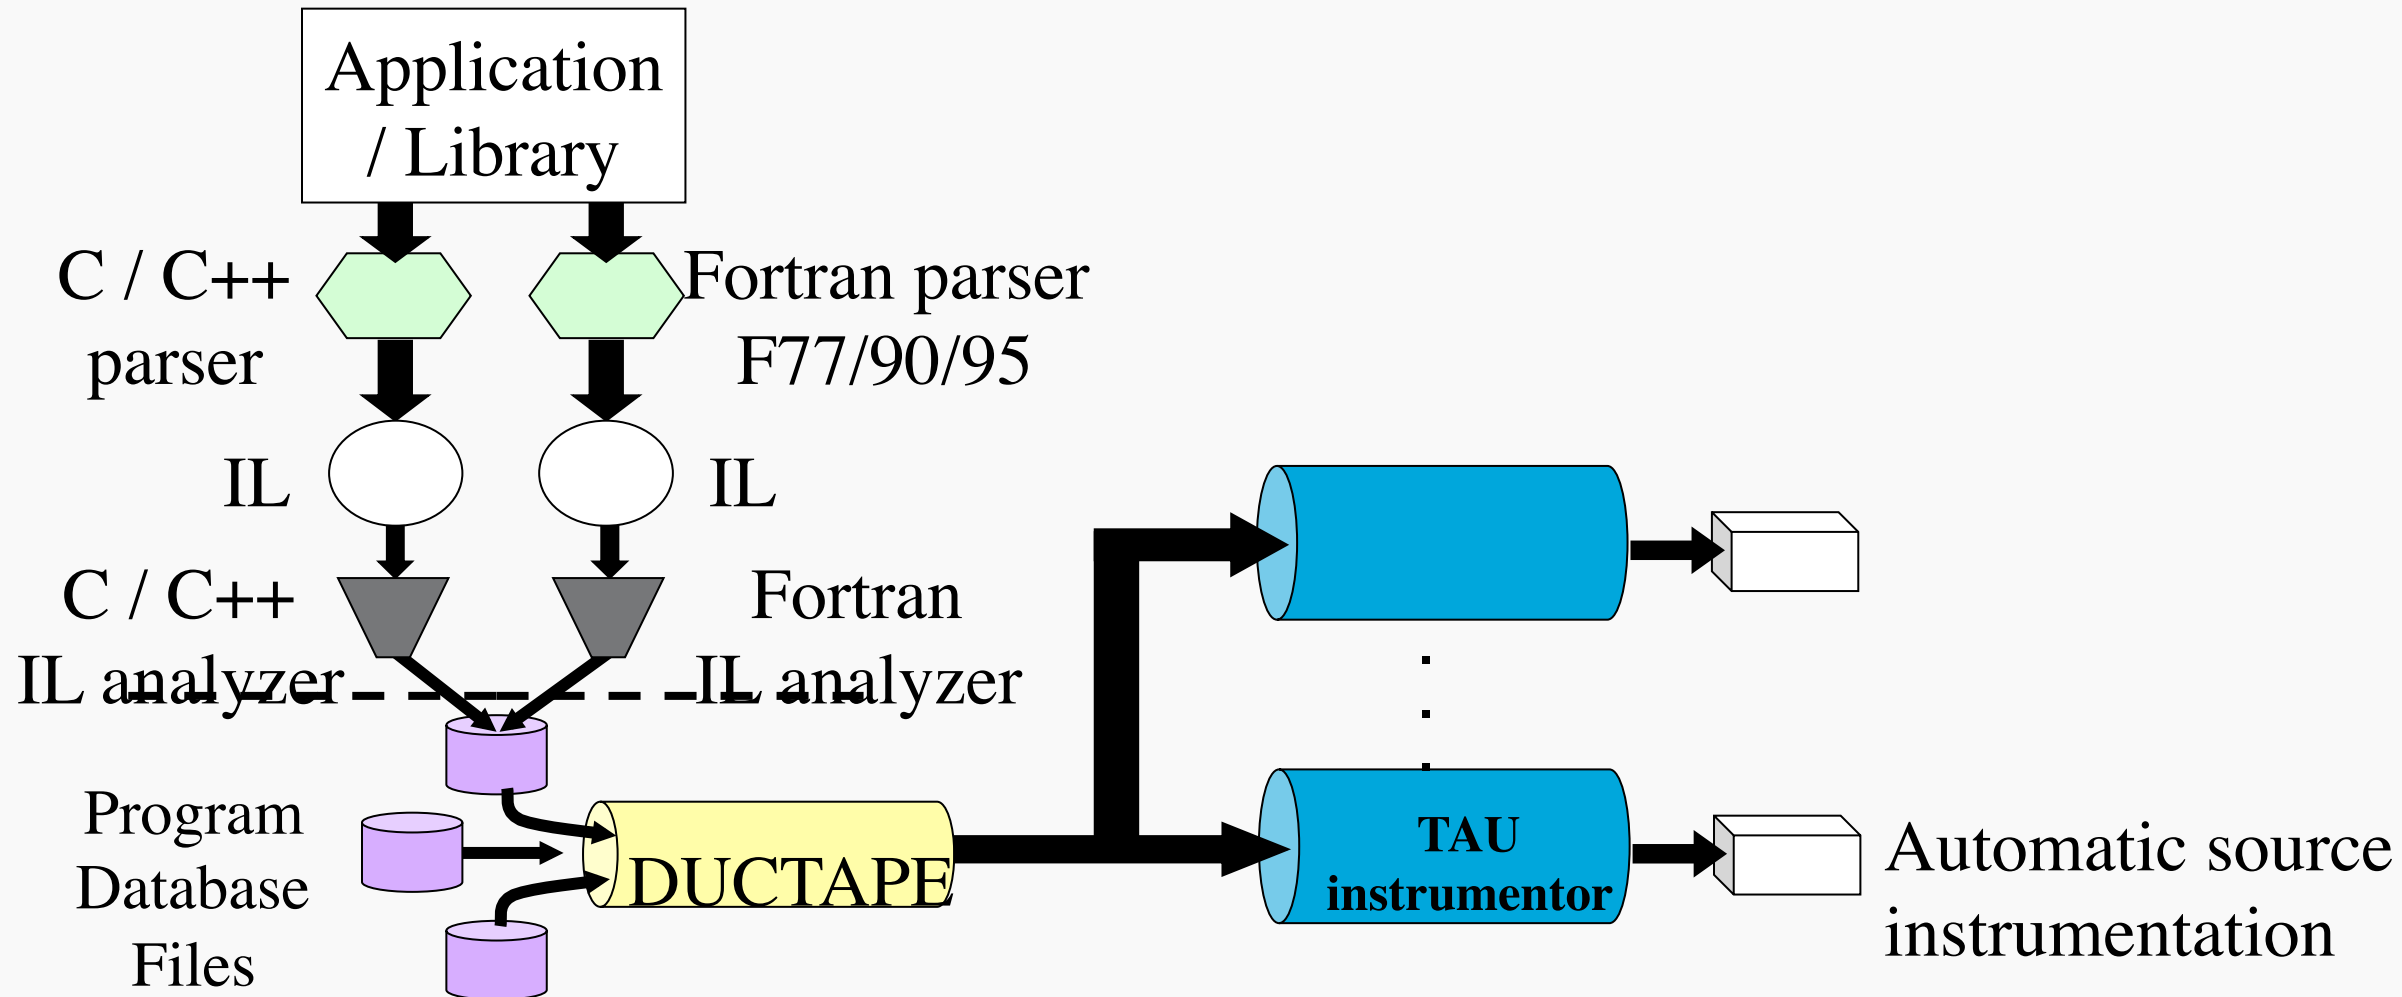 Application
/ Library
C / C++
parser
Fortran parser
F77/90/95
IL
IL
C / C++
IL analyzer
Fortran
IL analyzer
Program
Database
Files
DUCTAPE
TAU
instrumentor
Automatic source
instrumentation